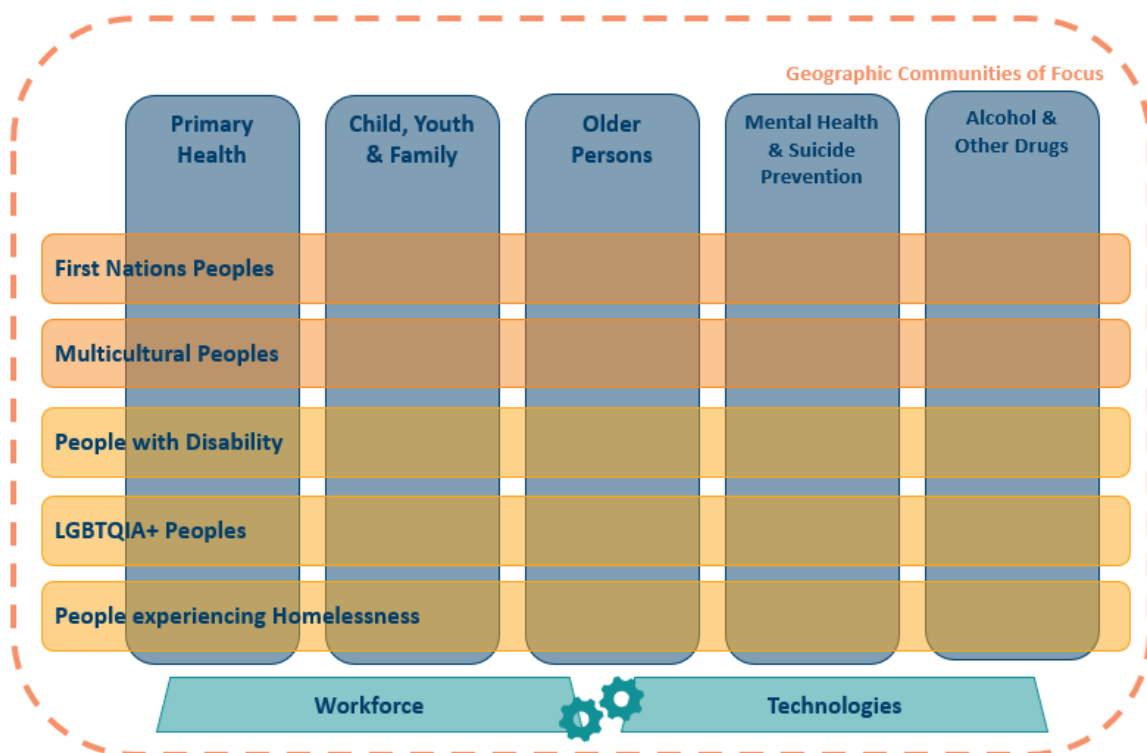 Geographic Communities of Focus
Primary
Health
Child, Youth
& Family
Older
Persons
Mental Health
& Suicide
Prevention
Alcohol &
Other Drugs
First Nations Peoples
Multicultural Peoples
People with Disability
LGBTQIA+ Peoples
People experiencing Homelessness
Workforce
Technologies